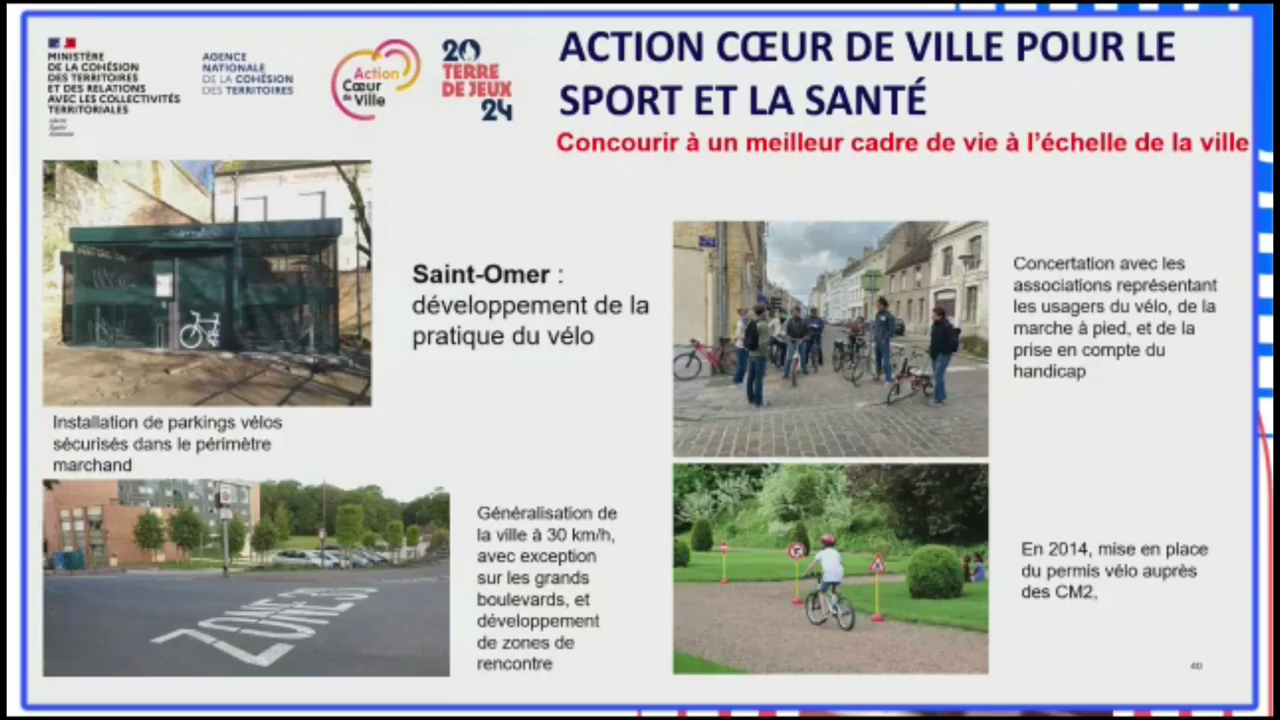 MINISTÈRE
DE LA COHÉSION
DES TERRITOIRES
ET DES RELATIONS
AVEC LES COLLECTIVITÉS
TERRITORIALES
Liberté
Égalité
Fraternité
AGENCE
NATIONALE
DE LA COHÉSION
DES TERRITOIRES
Action
Cœur
de Ville
20
TERRE
DE JEUX
24
ACTION CŒUR DE VILLE POUR LE
SPORT ET LA SANTÉ
Concourir à un meilleur cadre de vie à l'échelle de la ville
Installation de parkings vélos
sécurisés dans le périmètre
marchand
Saint-Omer :
développement de la
pratique du vélo
Concertation avec les
associations représentant
les usagers du vélo, de la
marche à pied, et de la
prise en compte du
handicap
ZONE 30
Généralisation de
la ville à 30 km/h,
avec exception
sur les grands
boulevards, et
développement
de zones de
rencontre
En 2014, mise en place
du permis vélo auprès
des CM2,
40